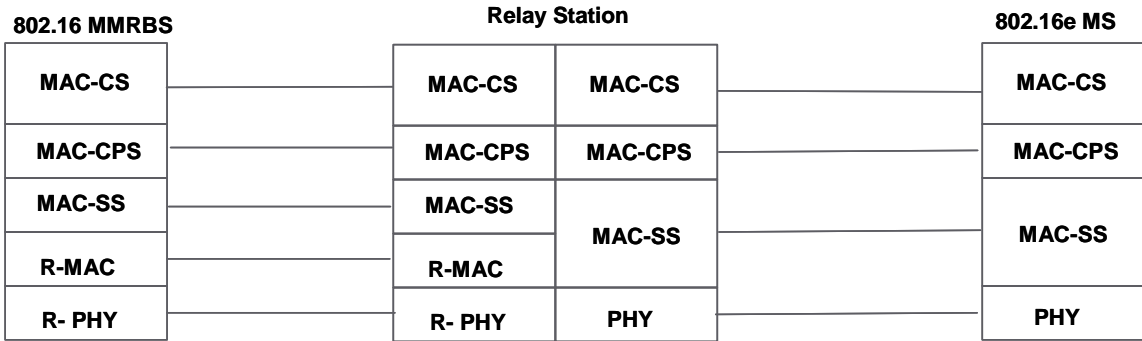 802.16 MMRBS
Relay Station
802.16e MS
MAC-CS
MAC-CS
MAC-CS
MAC-CS
MAC-CPS
MAC-CPS
MAC-CPS
MAC-CPS
MAC-SS
MAC-SS
MAC-SS
MAC-SS
R-MAC
R-MAC
R- PHY
R- PHY
PHY
PHY